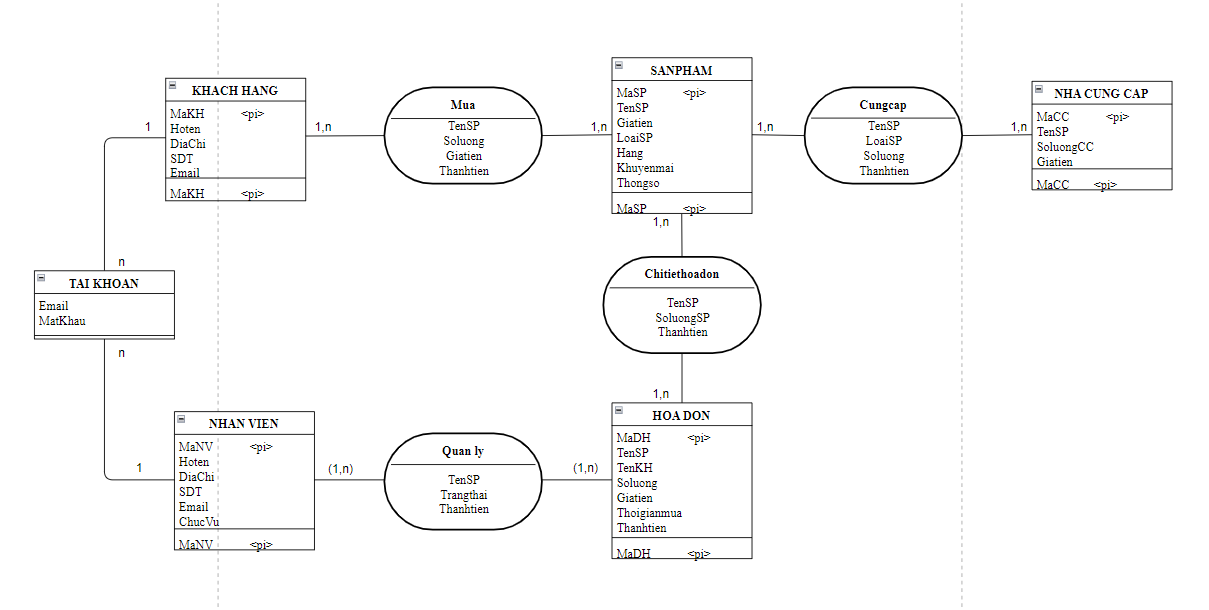 KHACH HANG
MaKH <pi>
Hoten
DiaChi
SDT
Email
MaKH <pi>
1
1,n
Mua
TenSP
Soluong
Giatien
Thanhtien
1,n
SANPHAM
MaSP <pi>
TenSP
Giatien
LoaiSP
Hang
Khuyenmai
Thongso
MaSP <pi>
1,n
Cungcap
TenSP
LoaiSP
Soluong
Thanhtien
1,n
NHA CUNG CAP
MaCC <pi>
TenSP
SoluongCC
Giatien
MaCC <pi>
1,n
Chitiethoadon
TenSP
SoluongSP
Thanhtien
1,n
n
TAI KHOAN
Email
MatKhau
n
1
NHAN VIEN
MaNV <pi>
Hoten
DiaChi
SDT
Email
ChucVu
MaNV <pi>
(1,n)
Quan ly
TenSP
Trangthai
Thanhtien
(1,n)
HOA DON
MaDH <pi>
TenSP
TenKH
Soluong
Giatien
Thoigianmua
Thanhtien
MaDH <pi>